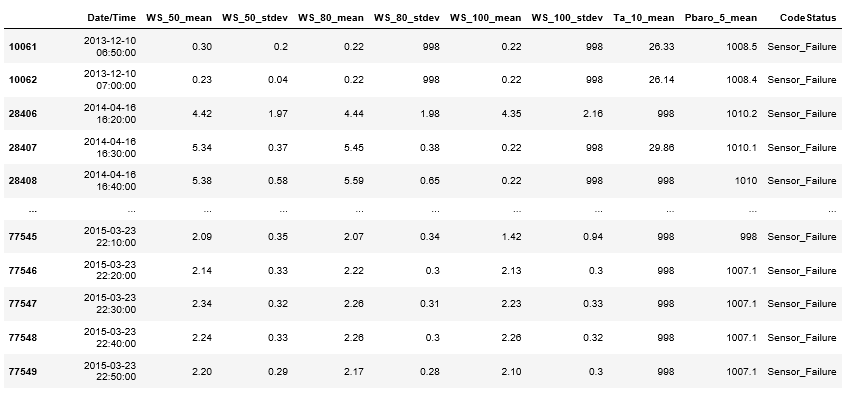 Date/Time WS_50_mean WS_50_stdev WS_80_mean WS_80_stdev WS_100_mean WS_100_stdev Ta_10_mean Pbaro_5_mean CodeStatus
10061 2013-12-10 06:50:00 0.30 0.2 0.22 998 0.22 998 26.33 1008.5 Sensor_Failure
10062 2013-12-10 07:00:00 0.23 0.04 0.22 998 0.22 998 26.14 1008.4 Sensor_Failure
28406 2014-04-16 16:20:00 4.42 1.97 4.44 1.98 4.35 2.16 998 1010.2 Sensor_Failure
28407 2014-04-16 16:30:00 5.34 0.37 5.45 0.38 0.22 998 29.86 1010.1 Sensor_Failure
28408 2014-04-16 16:40:00 5.38 0.58 5.59 0.65 0.22 998 998 1010 Sensor_Failure
... ... ... ... ... ... ... ... ... ... ...
77545 2015-03-23 22:10:00 2.09 0.35 2.07 0.34 1.42 0.94 998 998 Sensor_Failure
77546 2015-03-23 22:20:00 2.14 0.33 2.22 0.3 2.13 0.3 998 1007.1 Sensor_Failure
77547 2015-03-23 22:30:00 2.34 0.32 2.26 0.31 2.23 0.33 998 1007.1 Sensor_Failure
77548 2015-03-23 22:40:00 2.24 0.33 2.26 0.3 2.26 0.32 998 1007.1 Sensor_Failure
77549 2015-03-23 22:50:00 2.20 0.29 2.17 0.28 2.10 0.3 998 1007.1 Sensor_Failure